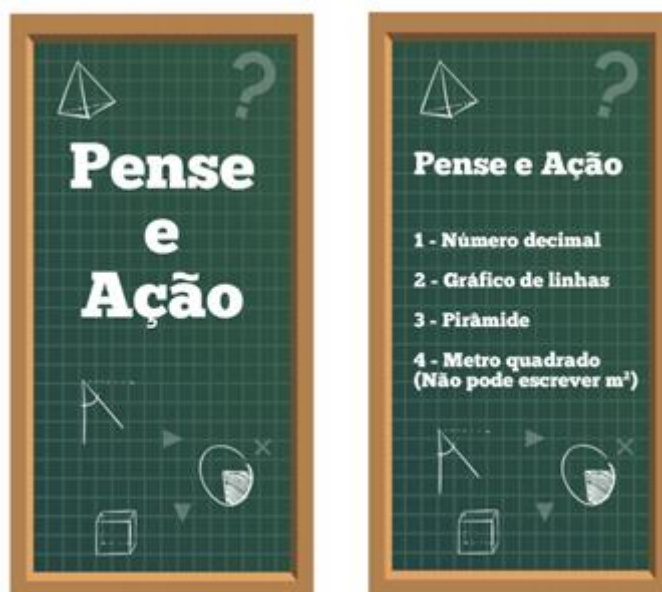 ?
Pense
e
Ação
?
Pense e Ação
1 - Número decimal
2 - Gráfico de linhas
3 - Pirâmide
4 - Metro quadrado
(Não pode escrever m²)